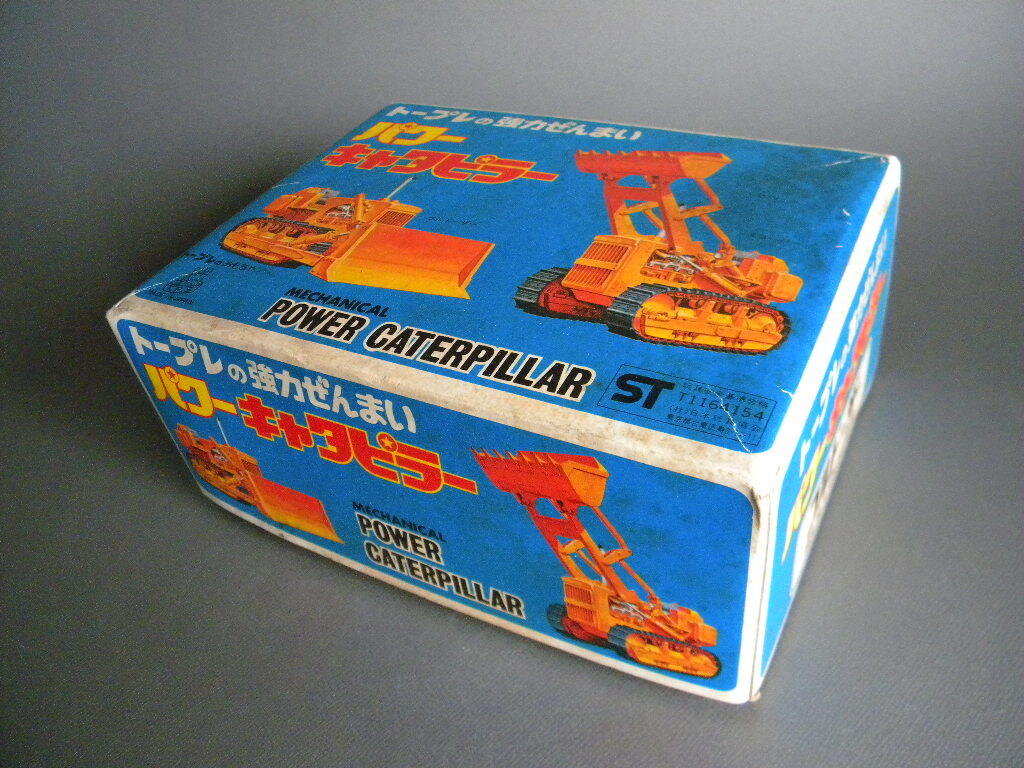 トープレの強力ぜんまい
パワー
キャタピラー
MECHANICAL
POWER CATERPILLAR
ST
T1164154
トープレの強力ぜんまい
パワー
キャタピラー
MECHANICAL
POWER
CATERPILLAR